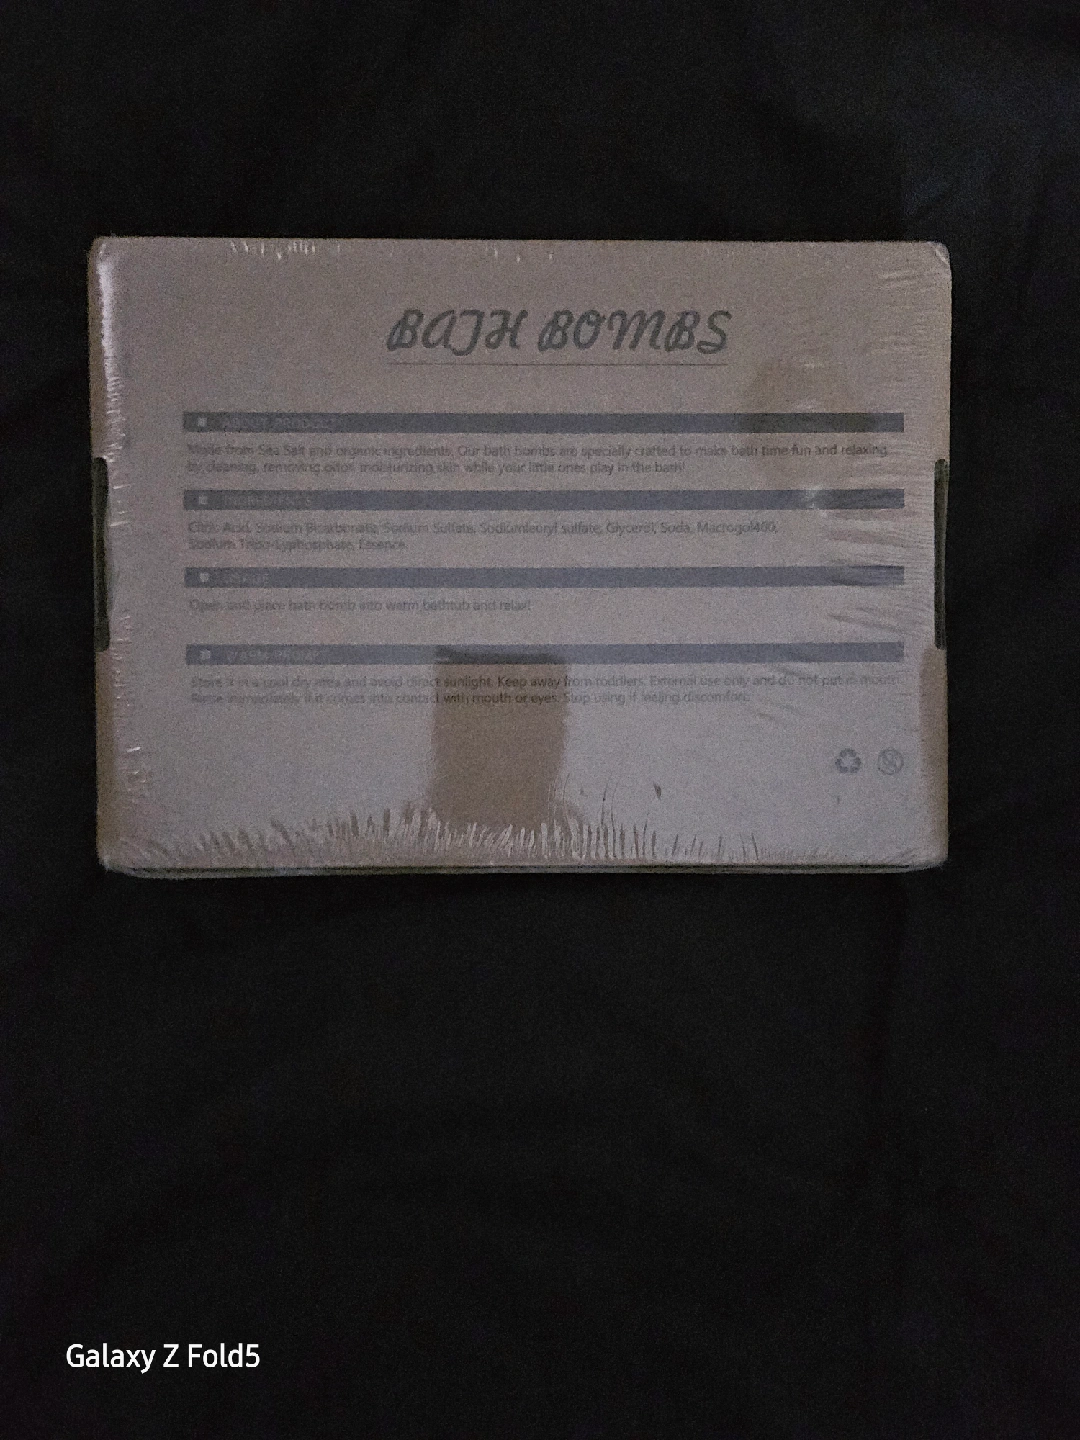 BATH BOMBS
ABOUT PRODUCT
Made from Sea Salt and organic ingredients. Our bath bombs are specially crafted to make bath time fun and relaxing
by cleaning, removing odor, moisturizing skin while your little ones play in the bath!
INGREDIENTS
Citric Acid, Sodium Bicarbonate, Sodium Sulfate, Sodiumleuryl sulfate, Glycerel, Soda, Macrogol400,
Sodium Essence.
Open and place bath bomb into warm bathtub and relax!
Store it in a cool dry area and avoid direct sunlight. Keep away from toddlers. External use only and do not put in mouth.
immediately if it comes into contact with mouth or eyes. Stop using if feeling discomfort.
Galaxy Z Fold5